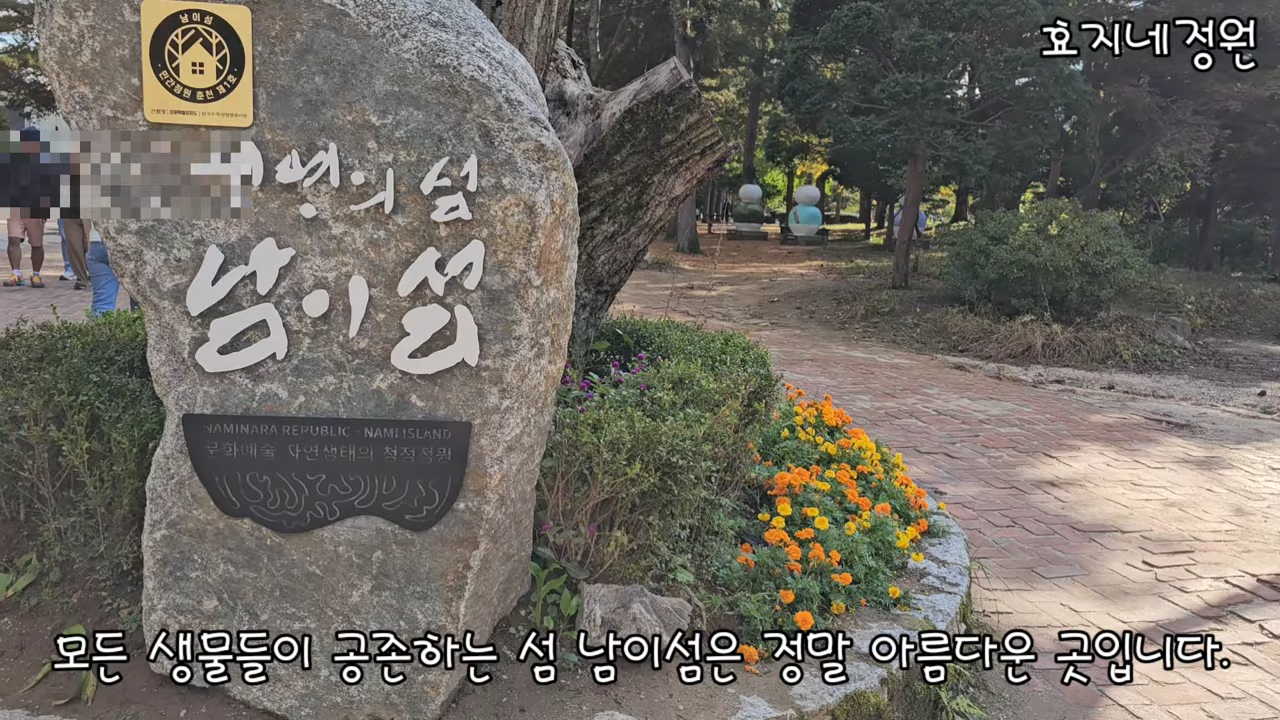 효지네정원
남이섬
민간정원 춘천 제1호
의 섬
남이섬
NAMINARA REPUBLIC · NAMI ISLAND
문화예술 자연생태의 청정정원
모든 생물들이 공존하는 섬 남이섬은 정말 아름다운 곳입니다.